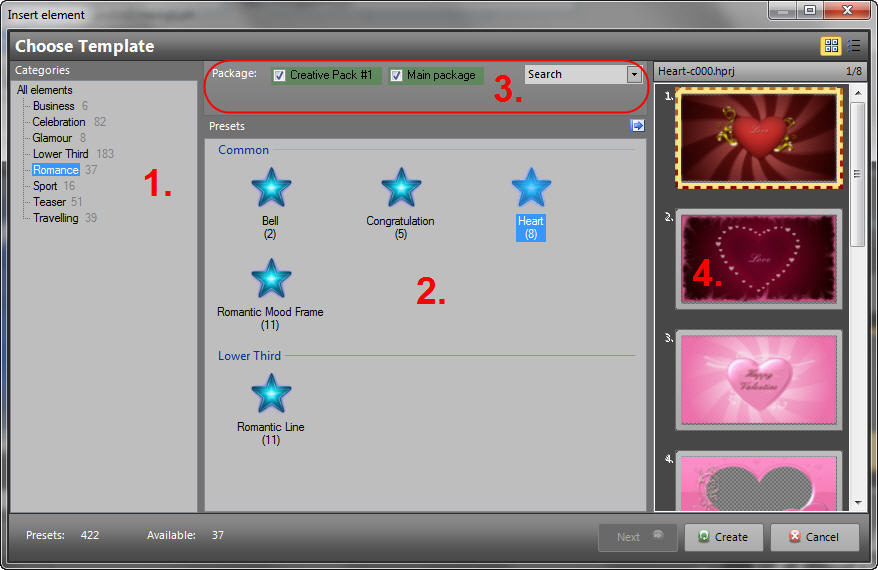 Insert element
Choose Template
Categories
All elements
Business 6
Celebration 82
Glamour 8
Lower Third 183
Romance 37
Sport 16
Teaser 51
Travelling 39
1.
Package:
Creative Pack #1
Main package
Search
3.
Presets
Common
Bell
(2)
Congratulation
(5)
Heart
(8)
Romantic Mood Frame
(11)
2.
Lower Third
Romantic Line
(11)
Heart-c000.hprj 1/8
1.
Love
2.
Love
4.
3.
Happy
Valentine
4.
Presets: 422 Available: 37
Next
Create
Cancel